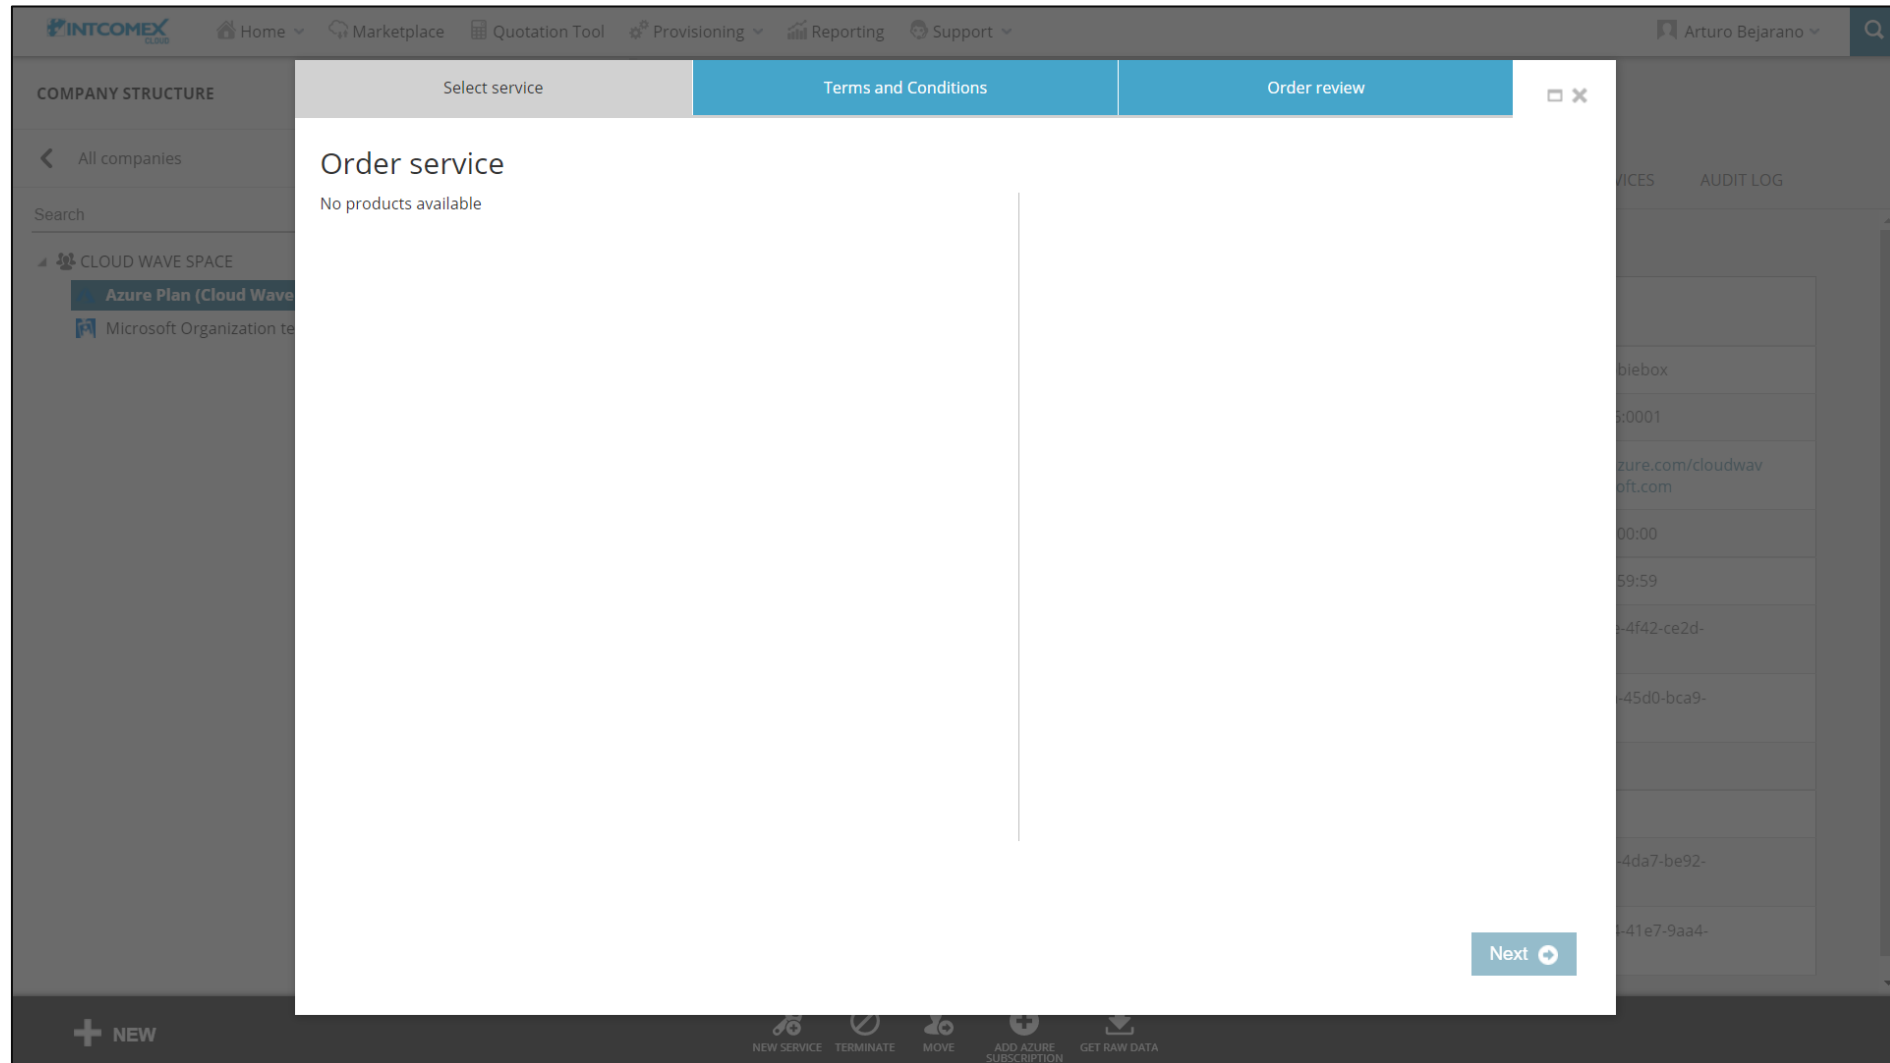 INTCOMEX
CLOUD
Home
Marketplace
Quotation Tool
Provisioning
Reporting
Support
Arturo Bejarano
COMPANY STRUCTURE
All companies
Search
CLOUD WAVE SPACE
Azure Plan (Cloud Wave
Microsoft Organization te
Select service
Terms and Conditions
Order review
Order service
No products available
VICES
AUDIT LOG
biebox
:0001
zure.com/cloudwav
oft.com
00:00
59:59
-4f42-ce2d-
-45d0-bca9-
-4da7-be92-
-41e7-9aa4-
Next
NEW
NEW SERVICE
TERMINATE
MOVE
ADD AZURE
SUBSCRIPTION
GET RAW DATA